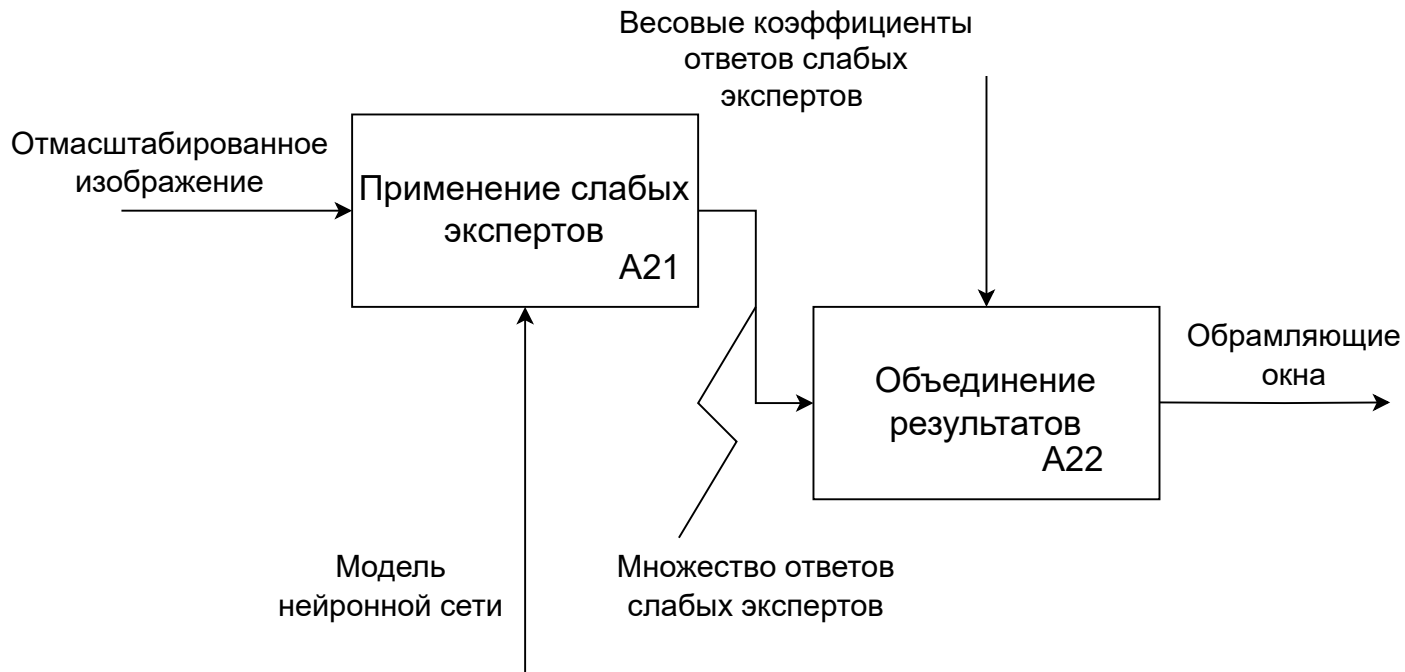 Весовые коэффициенты
ответов слабых
экспертов
Отмасштабированное
изображение
Применение слабых
экспертов
A21
Обрамляющие
окна
Объединение
результатов
A22
Модель
нейронной сети
Множество ответов
слабых экспертов